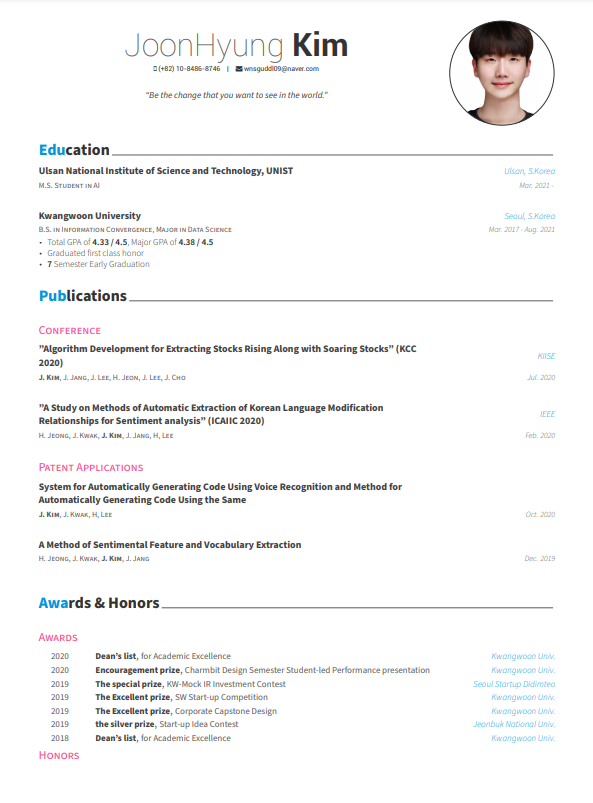 JoonHyung Kim
(+82) 10-8486-8746 | wnsguddl09@naver.com
"Be the change that you want to see in the world."
Education
Ulsan National Institute of Science and Technology, UNIST Ulsan, S.Korea
M.S. Student in AI Mar. 2021 -
Kwangwoon University Seoul, S.Korea
B.S. in Information Convergence, Major in Data Science Mar. 2017 - Aug. 2021
• Total GPA of 4.33 / 4.5, Major GPA of 4.38 / 4.5
• Graduated first class honor
• 7 Semester Early Graduation
Publications
Conference
"Algorithm Development for Extracting Stocks Rising Along with Soaring Stocks" (KCC
2020) KIISE
J. Kim, J. Jang, J. Lee, H. Jeon, J. Lee, J. Cho Jul. 2020
"A Study on Methods of Automatic Extraction of Korean Language Modification
Relationships for Sentiment analysis" (ICAIIC 2020) IEEE
H. Jeong, J. Kwak, J. Kim, J. Jang, H, Lee Feb. 2020
Patent Applications
System for Automatically Generating Code Using Voice Recognition and Method for
Automatically Generating Code Using the Same
J. Kim, J. Kwak, H, Lee Oct. 2020
A Method of Sentimental Feature and Vocabulary Extraction
H. Jeong, J. Kwak, J. Kim, J. Jang Dec. 2019
Awards & Honors
Awards
2020 Dean's list, for Academic Excellence Kwangwoon Univ.
2020 Encouragement prize, Charmbit Design Semester Student-led Performance presentation Kwangwoon Univ.
2019 The special prize, KW-Mock IR Investment Contest Seoul Startup Didimteo
2019 The Excellent prize, SW Start-up Competition Kwangwoon Univ.
2019 The Excellent prize, Corporate Capstone Design Kwangwoon Univ.
2019 the silver prize, Start-up Idea Contest Jeonbuk National Univ.
2018 Dean's list, for Academic Excellence Kwangwoon Univ.
Honors